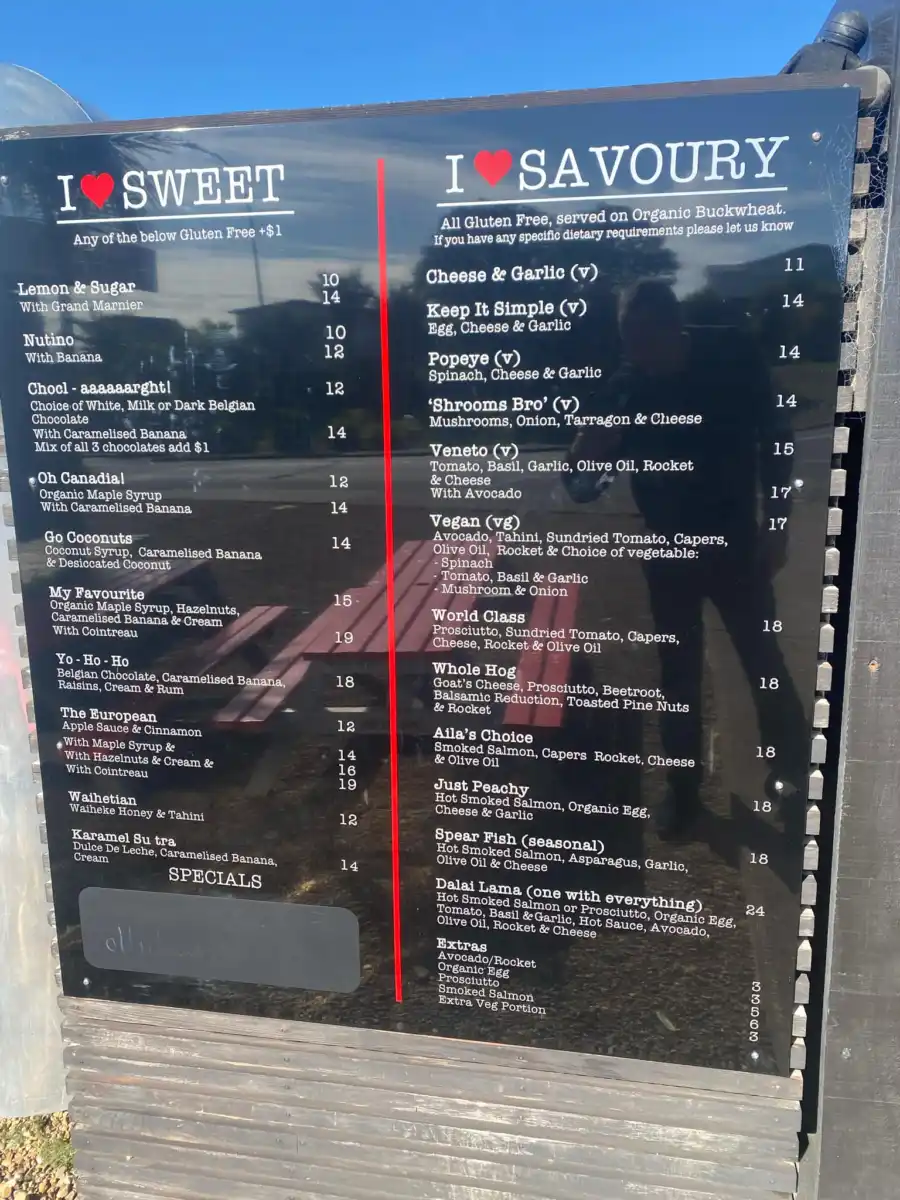 I ♥ SWEET
Any of the below Gluten Free +$1
Lemon & Sugar 10
With Grand Marnier 14
Nutino 10
With Banana 12
Chocl - aaaaaarght! 12
Choice of White, Milk or Dark Belgian
Chocolate
With Caramelised Banana 14
Mix of all 3 chocolates add $1
Oh Canadia! 12
Organic Maple Syrup
With Caramelised Banana 14
Go Coconuts 14
Coconut Syrup, Caramelised Banana
& Desiccated Coconut
My Favourite 15
Organic Maple Syrup, Hazelnuts,
Caramelised Banana & Cream
With Cointreau 19
Yo - Ho - Ho
Belgian Chocolate, Caramelised Banana, 18
Raisins, Cream & Rum
The European 12
Apple Sauce & Cinnamon
With Maple Syrup & 14
With Hazelnuts & Cream & 16
With Cointreau 19
Waihetian
Waiheke Honey & Tahini 12
Karamel Su tra
Dulce De Leche, Caramelised Banana, 14
Cream
SPECIALS
I ♥ SAVOURY
All Gluten Free, served on Organic Buckwheat.
If you have any specific dietary requirements please let us know
Cheese & Garlic (v) 11
Keep It Simple (v) 14
Egg, Cheese & Garlic
Popeye (v) 14
Spinach, Cheese & Garlic
'Shrooms Bro' (v) 14
Mushrooms, Onion, Tarragon & Cheese
Veneto (v) 15
Tomato, Basil, Garlic, Olive Oil, Rocket
& Cheese
With Avocado 17
Vegan (vg) 17
Avocado, Tahini, Sundried Tomato, Capers,
Olive Oil, Rocket & Choice of vegetable:
- Spinach
- Tomato, Basil & Garlic
- Mushroom & Onion
World Class 18
Prosciutto, Sundried Tomato, Capers,
Cheese, Rocket & Olive Oil
Whole Hog 18
Goat's Cheese, Prosciutto, Beetroot,
Balsamic Reduction, Toasted Pine Nuts
& Rocket
Aila's Choice 18
Smoked Salmon, Capers Rocket, Cheese
& Olive Oil
Just Peachy 18
Hot Smoked Salmon, Organic Egg,
Cheese & Garlic
Spear Fish (seasonal) 18
Hot Smoked Salmon, Asparagus, Garlic,
Olive Oil & Cheese
Dalai Lama (one with everything) 24
Hot Smoked Salmon or Prosciutto, Organic Egg,
Tomato, Basil & Garlic, Hot Sauce, Avocado,
Olive Oil, Rocket & Cheese
Extras
Avocado/Rocket 3
Organic Egg 3
Prosciutto 5
Smoked Salmon 6
Extra Veg Portion 3